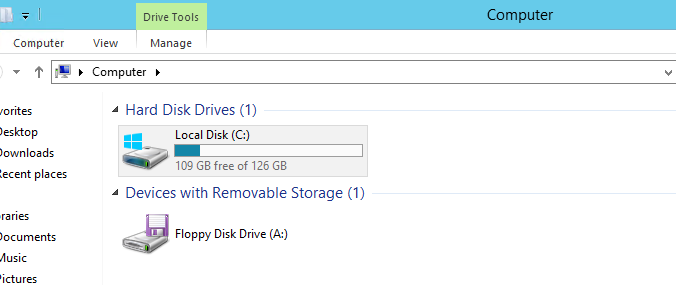 Drive Tools
Computer
Computer View Manage
Computer
vorites
Desktop
Downloads
Recent places
raries
Documents
Music
Pictures
Hard Disk Drives (1)
Local Disk (C:)
109 GB free of 126 GB
Devices with Removable Storage (1)
Floppy Disk Drive (A:)